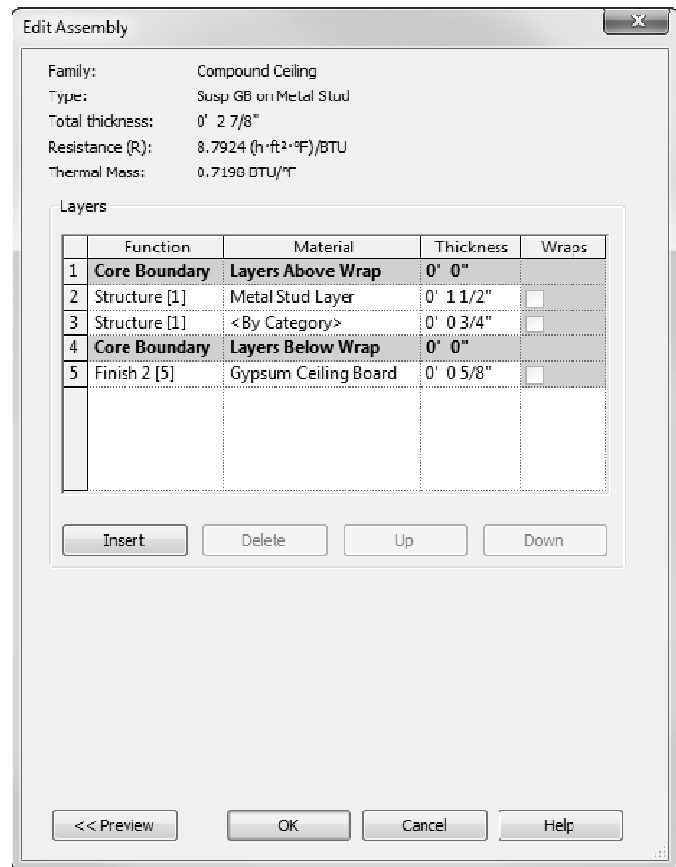 Edit Assembly
x
Family: Compound Ceiling
Type: Susp GB on Metal Stud
Total thickness: 0' 2 7/8"
Resistance (R): 8.7924 (h·ft²·°F)/BTU
Thermal Mass: 0.7198 BTU/°F
Layers
Function Material Thickness Wraps
1 Core Boundary Layers Above Wrap 0' 0"
2 Structure [1] Metal Stud Layer 0' 1 1/2"
3 Structure [1] <By Category> 0' 0 3/4"
4 Core Boundary Layers Below Wrap 0' 0"
5 Finish 2 [5] Gypsum Ceiling Board 0' 0 5/8"
Insert Delete Up Down
<< Preview OK Cancel Help